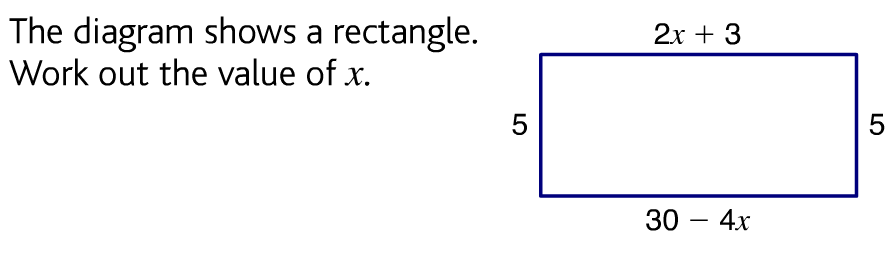 The diagram shows a rectangle.
Work out the value of x.
2x + 3
5
5
30 − 4x